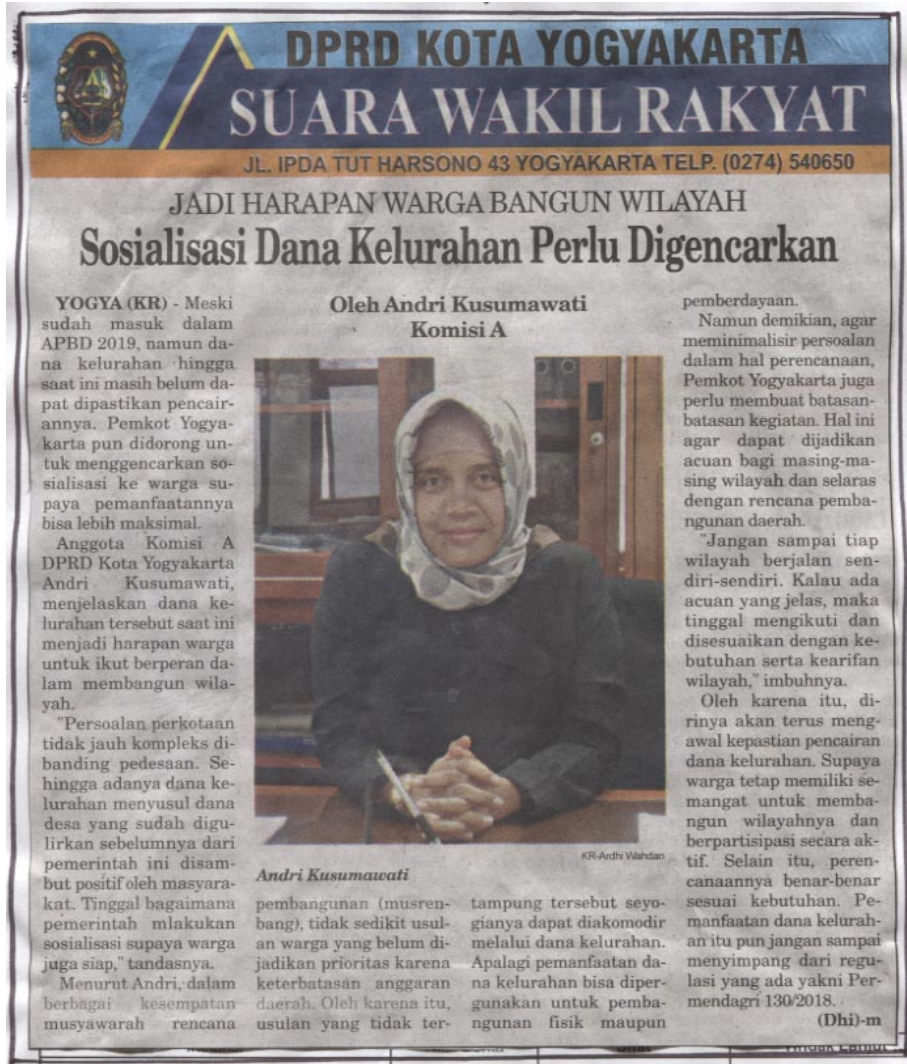 DPRD KOTA YOGYAKARTA
SUARA WAKIL RAKYAT
JL. IPDA TUT HARSONO 43 YOGYAKARTA TELP. (0274) 540650
JADI HARAPAN WARGA BANGUN WILAYAH
Sosialisasi Dana Kelurahan Perlu Digencarkan
Oleh Andri Kusumawati
Komisi A
YOGYA (KR) - Meski
sudah masuk dalam
APBD 2019, namun da-
na kelurahan hingga
saat ini masih belum da-
pat dipastikan pencair-
annya. Pemkot Yogya-
karta pun didorong un-
tuk menggencarkan so-
sialisasi ke warga su-
paya pemanfaatannya
bisa lebih maksimal.
Anggota Komisi A
DPRD Kota Yogyakarta
Andri Kusumawati,
menjelaskan dana ke-
lurahan tersebut saat ini
menjadi harapan warga
untuk ikut berperan da-
lam membangun wila-
yah.
"Persoalan perkotaan
tidak jauh kompleks di-
banding pedesaan. Se-
hingga adanya dana ke-
lurahan menyusul dana
desa yang sudah digu-
lirkan sebelumnya dari
pemerintah ini disam-
but positif oleh masyara-
kat. Tinggal bagaimana
pemerintah mlakukan
sosialisasi supaya warga
juga siap," tandasnya.
Menurut Andri, dalam
berbagai kesempatan
musyawarah rencana
KR-Ardhi Wahdan
Andri Kusumawati
pembangunan (musren-
bang), tidak sedikit usul-
an warga yang belum di-
jadikan prioritas karena
keterbatasan anggaran
daerah. Oleh karena itu,
usulan yang tidak ter-
tampung tersebut seyo-
gianya dapat diakomodir
melalui dana kelurahan.
Apalagi pemanfaatan da-
na kelurahan bisa diper-
gunakan untuk pemba-
ngunan fisik maupun
pemberdayaan.
Namun demikian, agar
meminimalisir persoalan
dalam hal perencanaan,
Pemkot Yogyakarta juga
perlu membuat batasan-
batasan kegiatan. Hal ini
agar dapat dijadikan
acuan bagi masing-ma-
sing wilayah dan selaras
dengan rencana pemba-
ngunan daerah.
"Jangan sampai tiap
wilayah berjalan sen-
diri-sendiri. Kalau ada
acuan yang jelas, maka
tinggal mengikuti dan
disesuaikan dengan ke-
butuhan serta kearifan
wilayah," imbuhnya.
Oleh karena itu, di-
rinya akan terus meng-
awal kepastian pencairan
dana kelurahan. Supaya
warga tetap memiliki se-
mangat untuk memba-
ngun wilayahnya dan
berpartisipasi secara ak-
tif. Selain itu, peren-
canaannya benar-benar
sesuai kebutuhan. Pe-
manfaatan dana kelurah-
an itu pun jangan sampai
menyimpang dari regu-
lasi yang ada yakni Per-
mendagri 130/2018.
(Dhi)-m